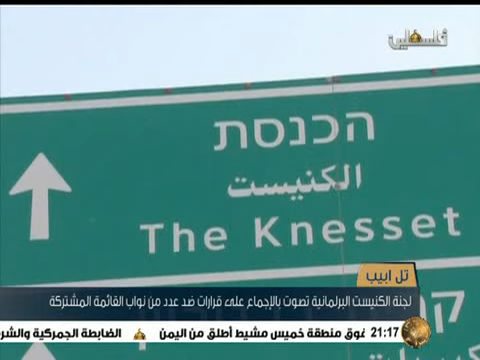 فلسطين
הכנסת
الكنيست
The Knesset
تل ابيب
لجنة الكنيست البرلمانية تصوت بالإجماع على قرارات ضد عدد من نواب القائمة المشتركة
21:17 فوق منطقة خميس مشيط أطلق من اليمن الضابطة الجمركية والشر